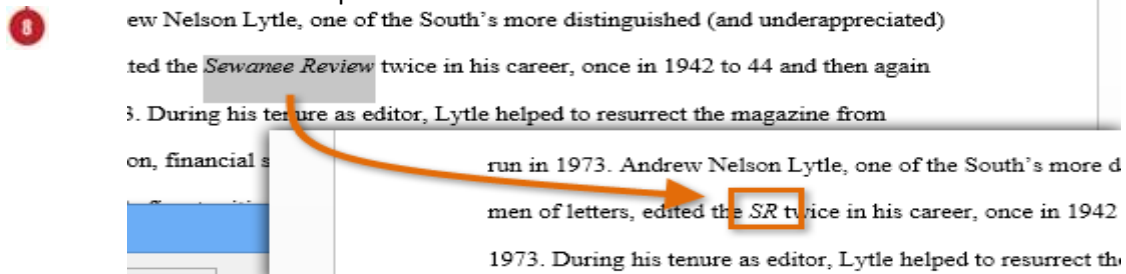 8
ew Nelson Lytle, one of the South's more distinguished (and underappreciated)
ted the Sewanee Review twice in his career, once in 1942 to 44 and then again
3. During his tenure as editor, Lytle helped to resurrect the magazine from
on, financial s
run in 1973. Andrew Nelson Lytle, one of the South's more d
men of letters, edited the SR twice in his career, once in 1942
1973. During his tenure as editor, Lytle helped to resurrect the